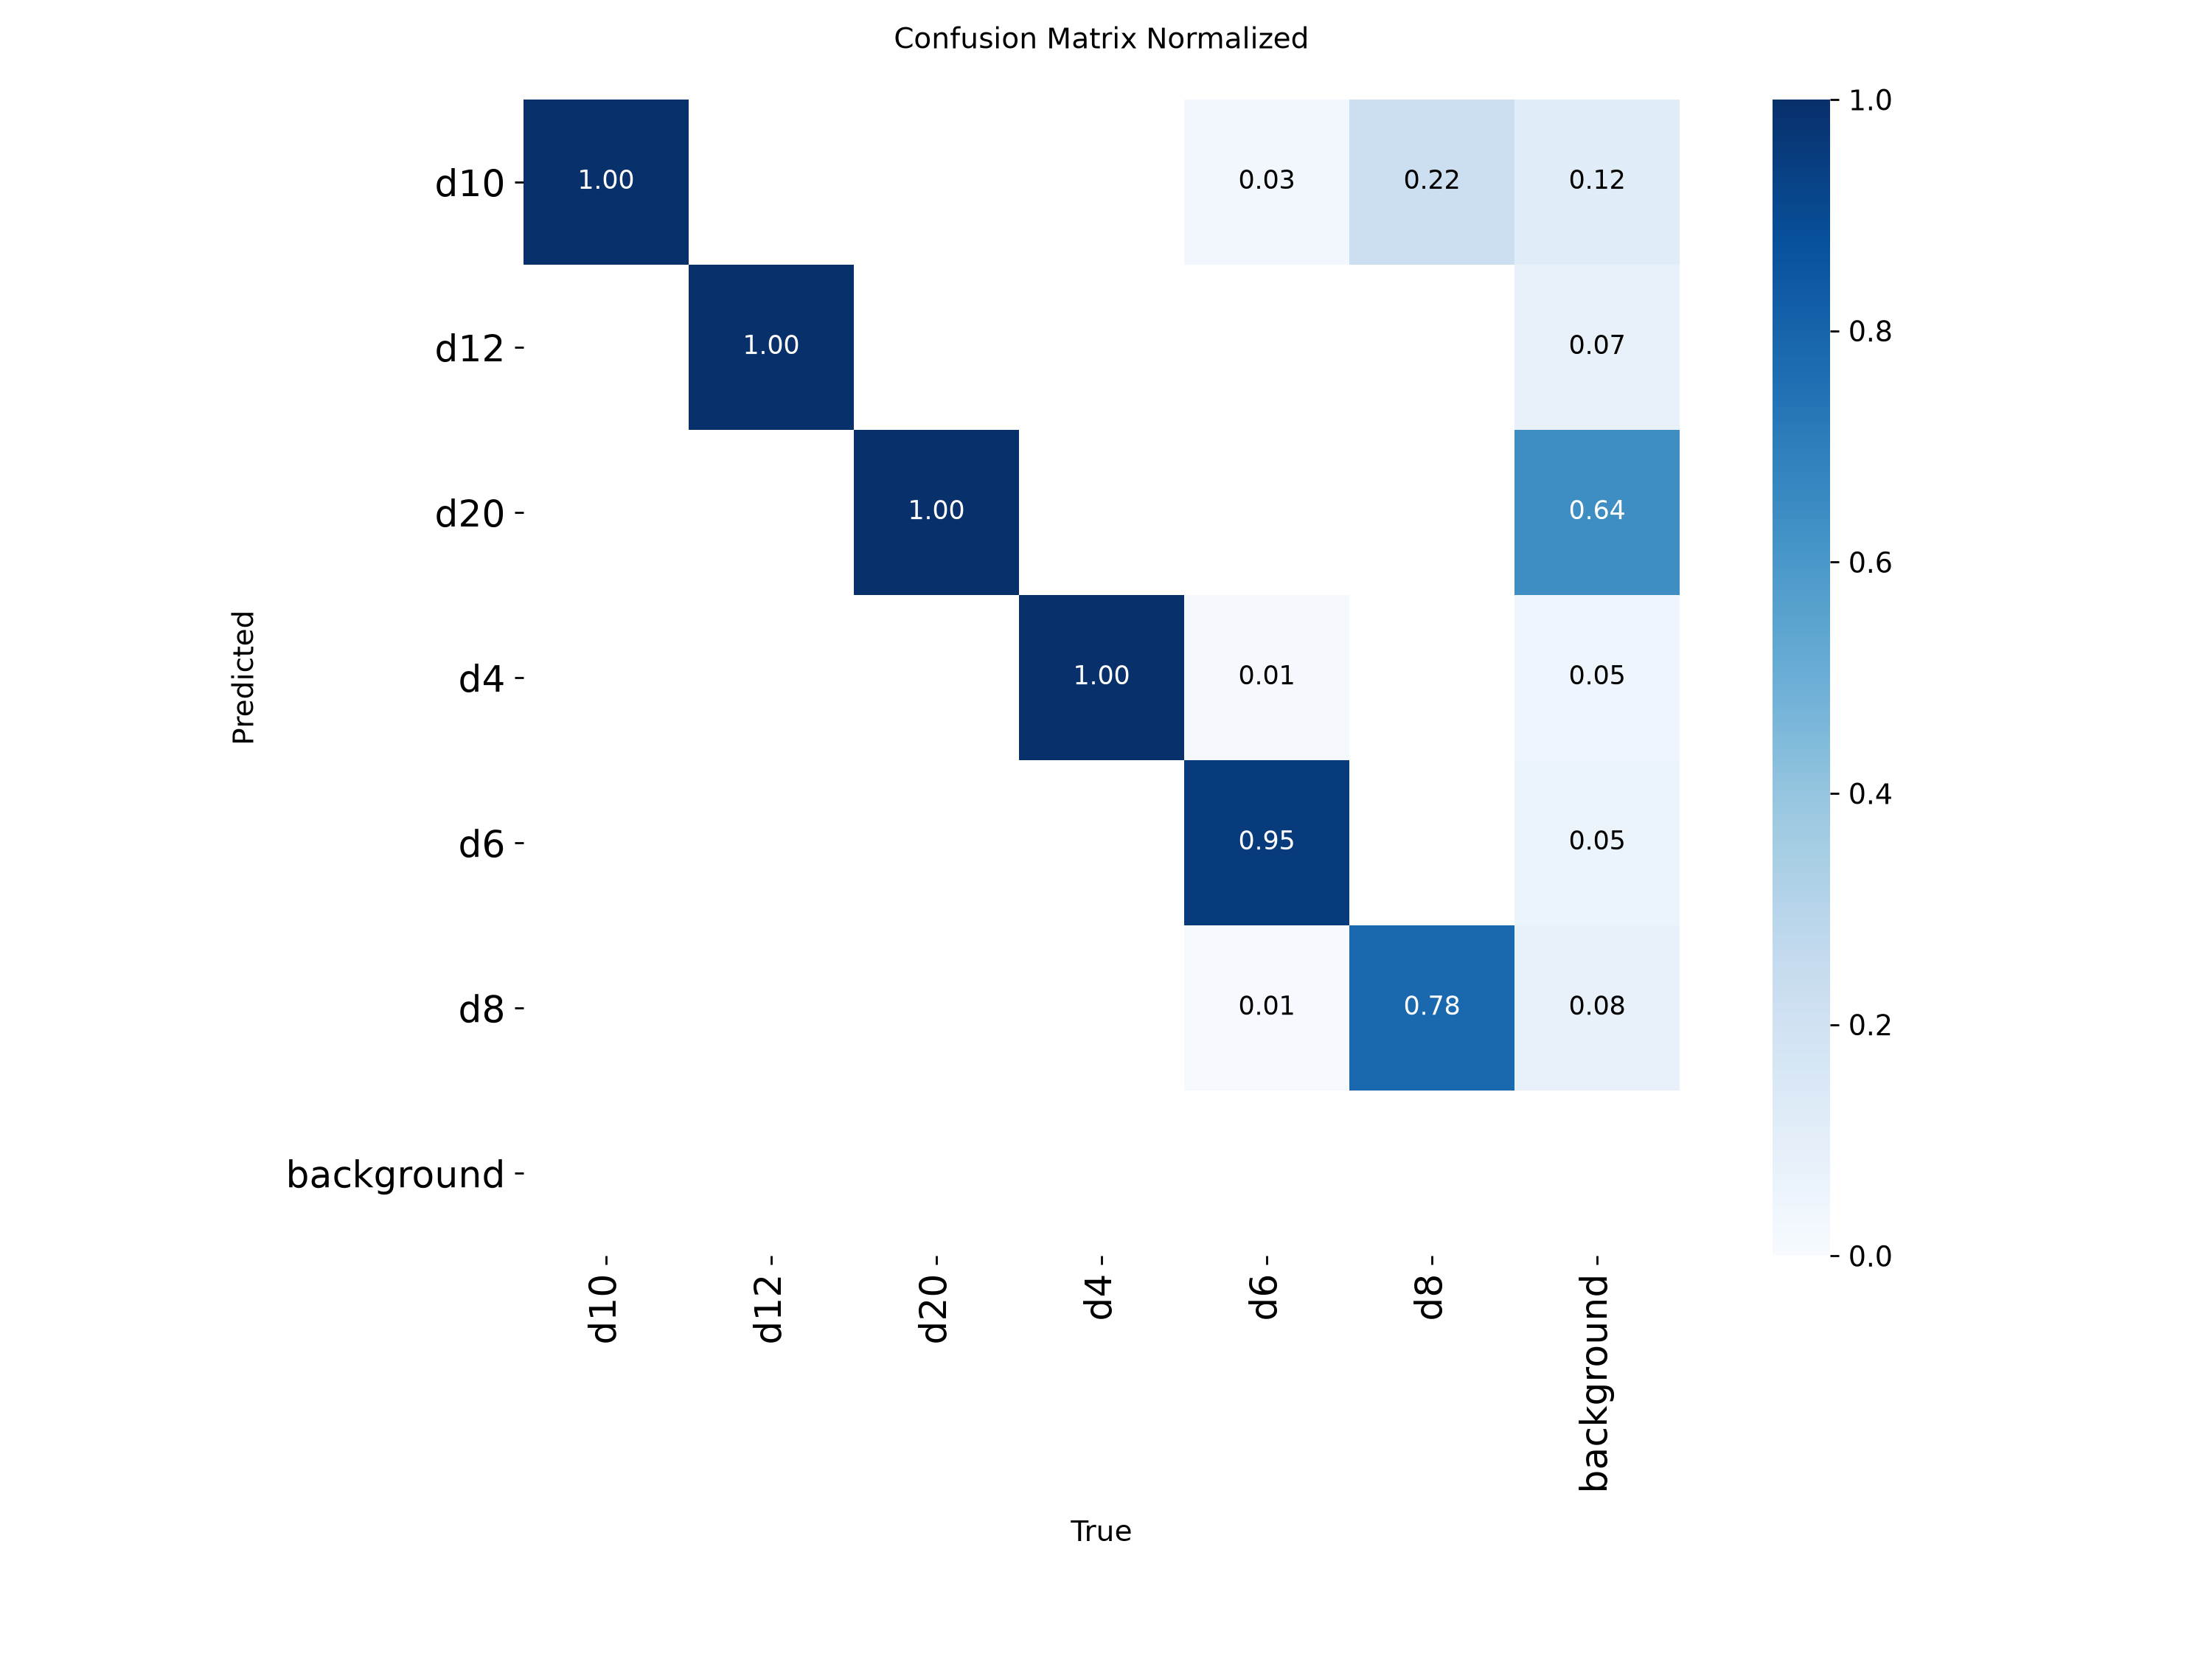 Confusion Matrix Normalized
d10
1.00
0.03
0.22
0.12
d12
1.00
0.07
d20
1.00
0.64
d4
1.00
0.01
0.05
d6
0.95
0.05
d8
0.01
0.78
0.08
background
Predicted
d10
d12
d20
d4
d6
d8
background
True
1.0
0.8
0.6
0.4
0.2
0.0